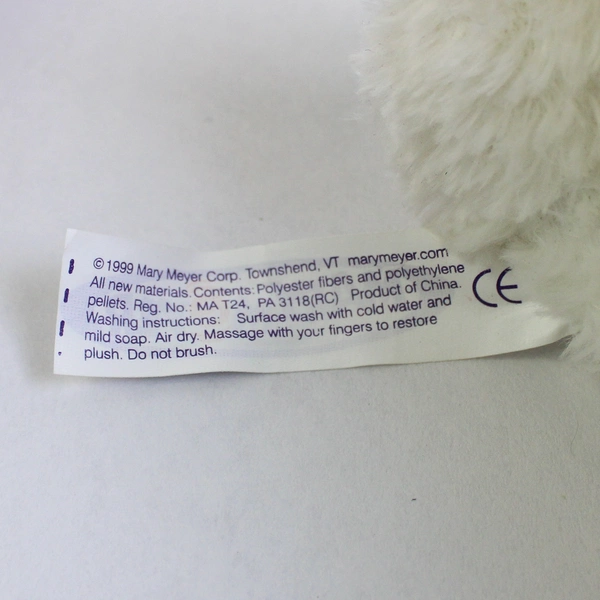 ©1999 Mary Meyer Corp. Townshend, VT marymeyer.com
All new materials. Contents: Polyester fibers and polyethylene
pellets. Reg. No.: MA T24, PA 3118(RC) Product of China.
Washing instructions: Surface wash with cold water and
mild soap. Air dry. Massage with your fingers to restore
plush. Do not brush.
CE